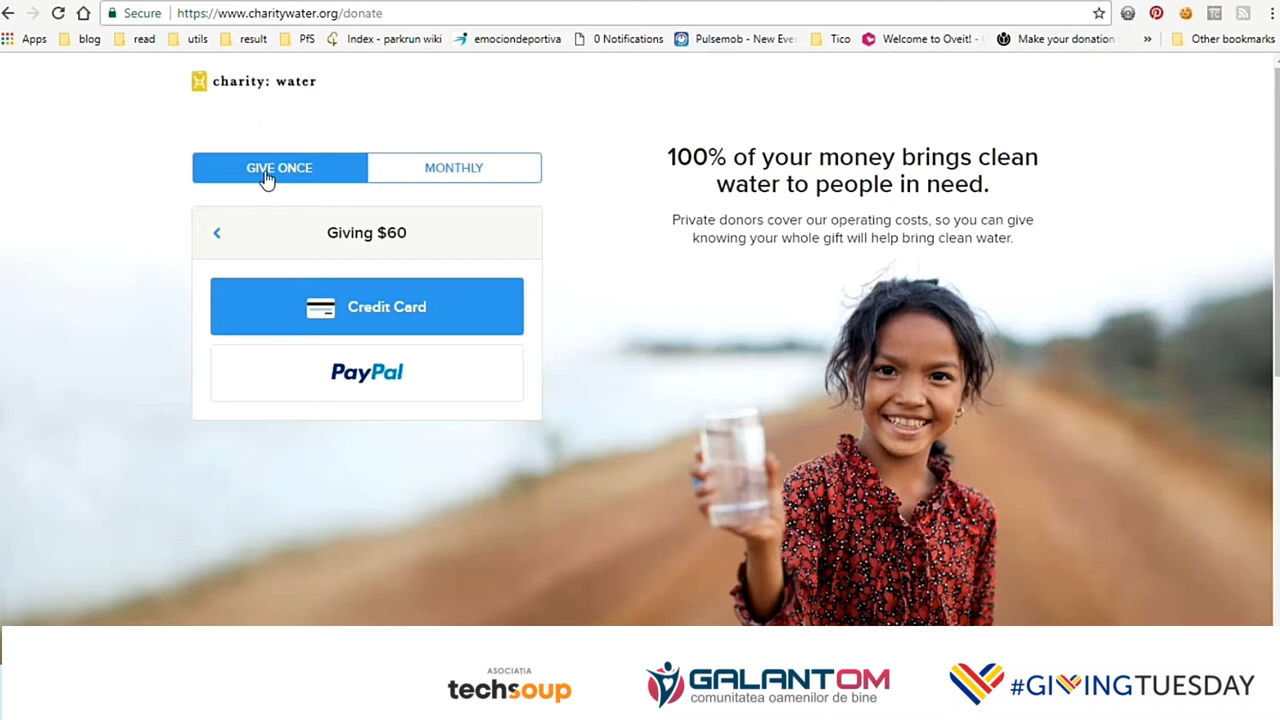 Secure
https://www.charitywater.org/donate
Apps
blog
read
utils
result
PfS
Index - parkrun wiki
emociondeportiva
0 Notifications
Pulsemob - New Eve
Tico
Welcome to Oveit! -
Make your donation
»
Other bookmarks
charity: water
GIVE ONCE
MONTHLY
Giving $60
Credit Card
PayPal
100% of your money brings clean
water to people in need.
Private donors cover our operating costs, so you can give
knowing your whole gift will help bring clean water.
ASOCIAȚIA
techsoup
GALANTOM
comunitatea oamenilor de bine
#GIVINGTUESDAY